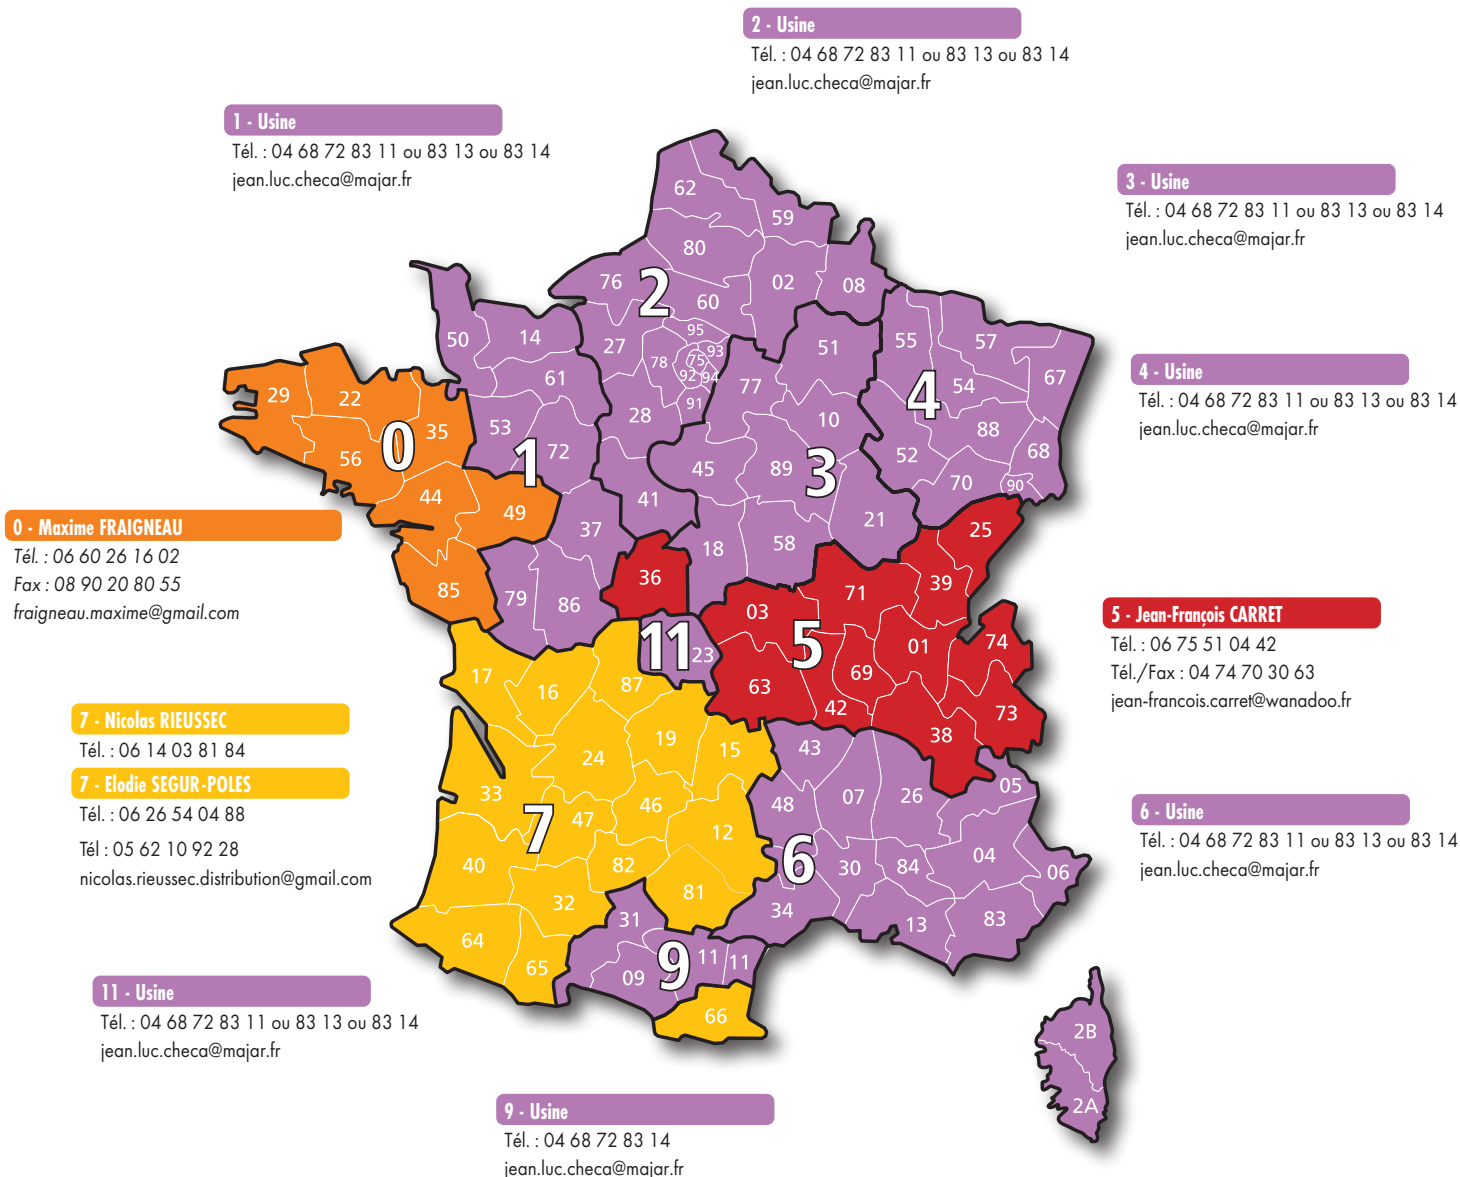 2 - Usine
Tél. : 04 68 72 83 11 ou 83 13 ou 83 14
jean.luc.checa@majar.fr
1 - Usine
Tél. : 04 68 72 83 11 ou 83 13 ou 83 14
jean.luc.checa@majar.fr
3 - Usine
Tél. : 04 68 72 83 11 ou 83 13 ou 83 14
jean.luc.checa@majar.fr
4 - Usine
Tél. : 04 68 72 83 11 ou 83 13 ou 83 14
jean.luc.checa@majar.fr
0 - Maxime FRAIGNEAU
Tél. : 06 60 26 16 02
Fax : 08 90 20 80 55
fraigneau.maxime@gmail.com
5 - Jean-François CARRET
Tél. : 06 75 51 04 42
Tél./Fax : 04 74 70 30 63
jean-francois.carret@wanadoo.fr
7 - Nicolas RIEUSSEC
Tél. : 06 14 03 81 84
7 - Elodie SEGUR-POLES
Tél. : 06 26 54 04 88
Tél : 05 62 10 92 28
nicolas.rieussec.distribution@gmail.com
6 - Usine
Tél. : 04 68 72 83 11 ou 83 13 ou 83 14
jean.luc.checa@majar.fr
11 - Usine
Tél. : 04 68 72 83 11 ou 83 13 ou 83 14
jean.luc.checa@majar.fr
9 - Usine
Tél. : 04 68 72 83 14
jean.luc.checa@majar.fr
62
59
80
76
2
60
02
08
27
95
78
75
93
92
94
91
28
41
50
14
61
53
1
72
37
79
86
29
22
35
56
0
44
49
85
51
77
10
45
89
3
21
18
58
55
57
54
67
4
88
52
68
70
90
36
11
23
25
39
71
03
5
01
74
69
63
42
73
38
17
16
87
19
15
24
33
46
7
47
12
40
82
81
32
64
65
66
43
05
07
26
48
6
30
84
04
06
34
13
83
31
9
11
11
09
2B
2A